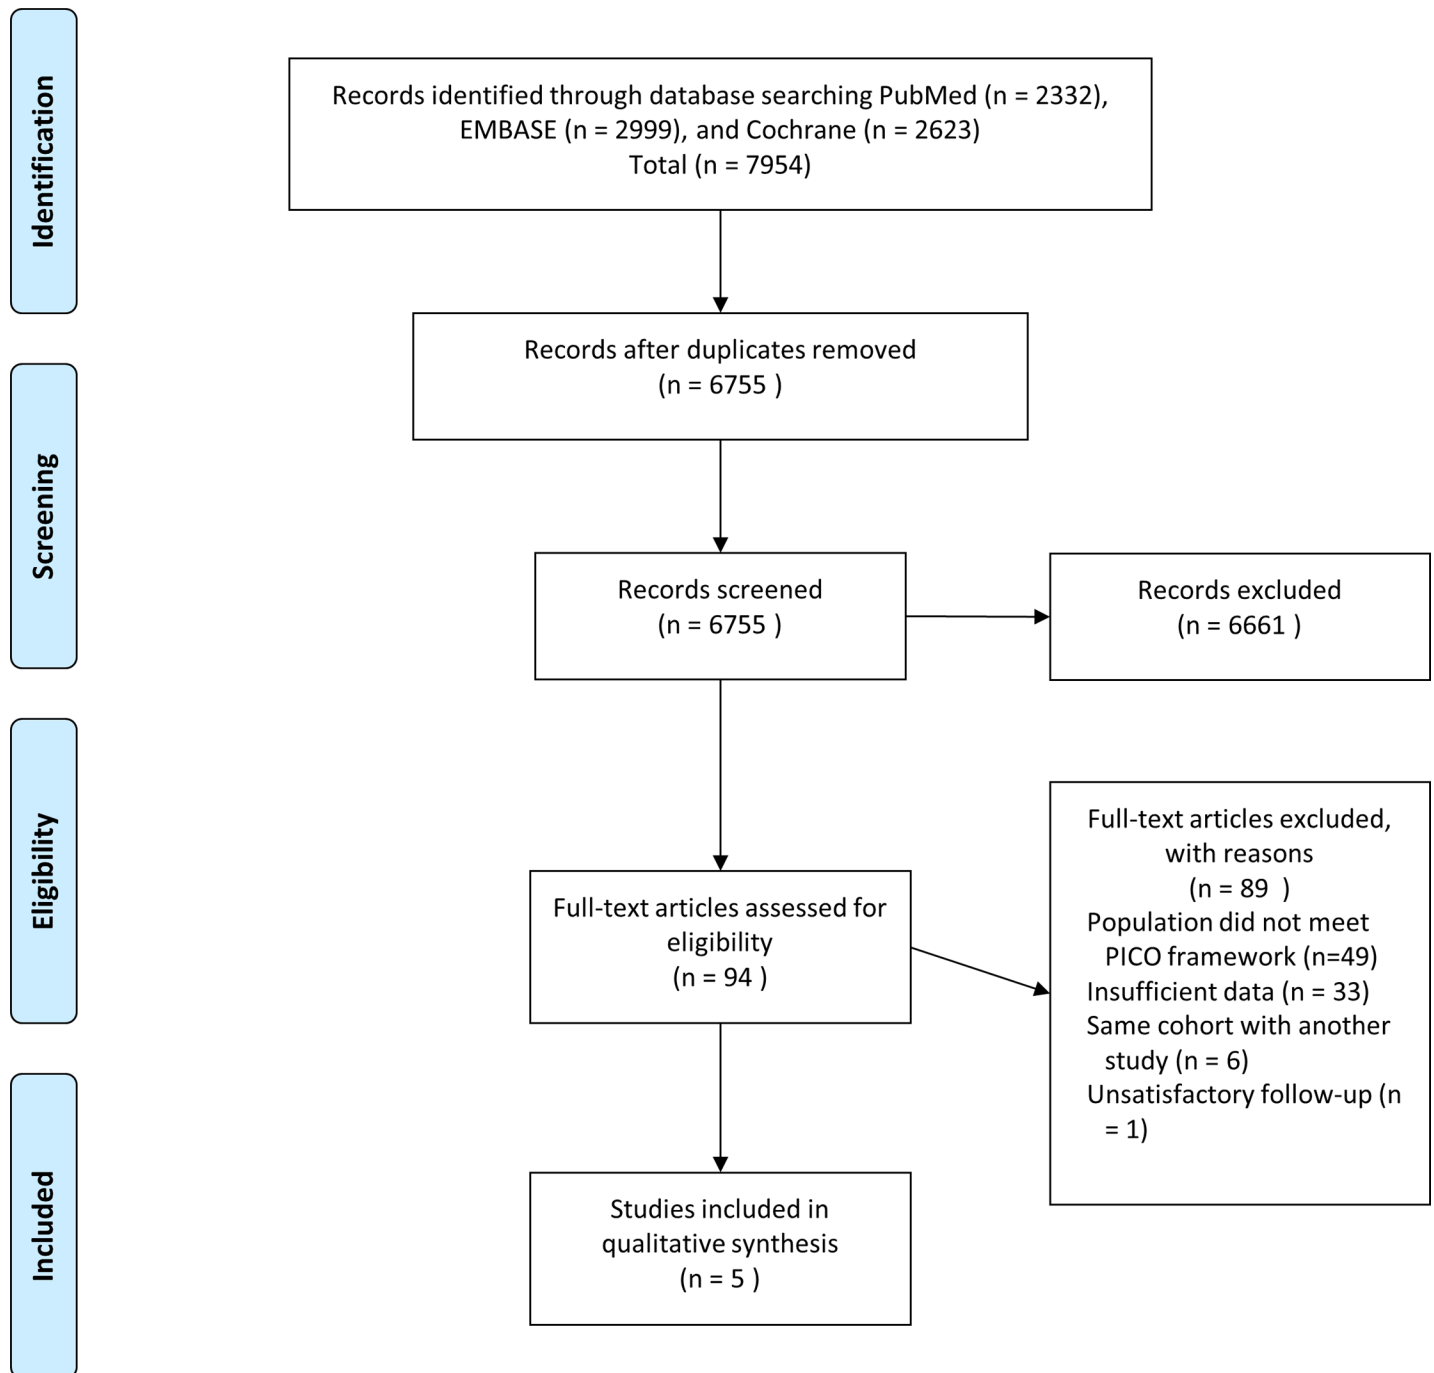 Identification
Records identified through database searching PubMed (n = 2332),
EMBASE (n = 2999), and Cochrane (n = 2623)
Total (n = 7954)
Records after duplicates removed
(n = 6755 )
Screening
Records screened
(n = 6755 )
Records excluded
(n = 6661 )
Eligibility
Full-text articles assessed for
eligibility
(n = 94 )
Full-text articles excluded,
with reasons
(n = 89 )
Population did not meet
PICO framework (n=49)
Insufficient data (n = 33)
Same cohort with another
study (n = 6)
Unsatisfactory follow-up (n
= 1)
Included
Studies included in
qualitative synthesis
(n = 5 )